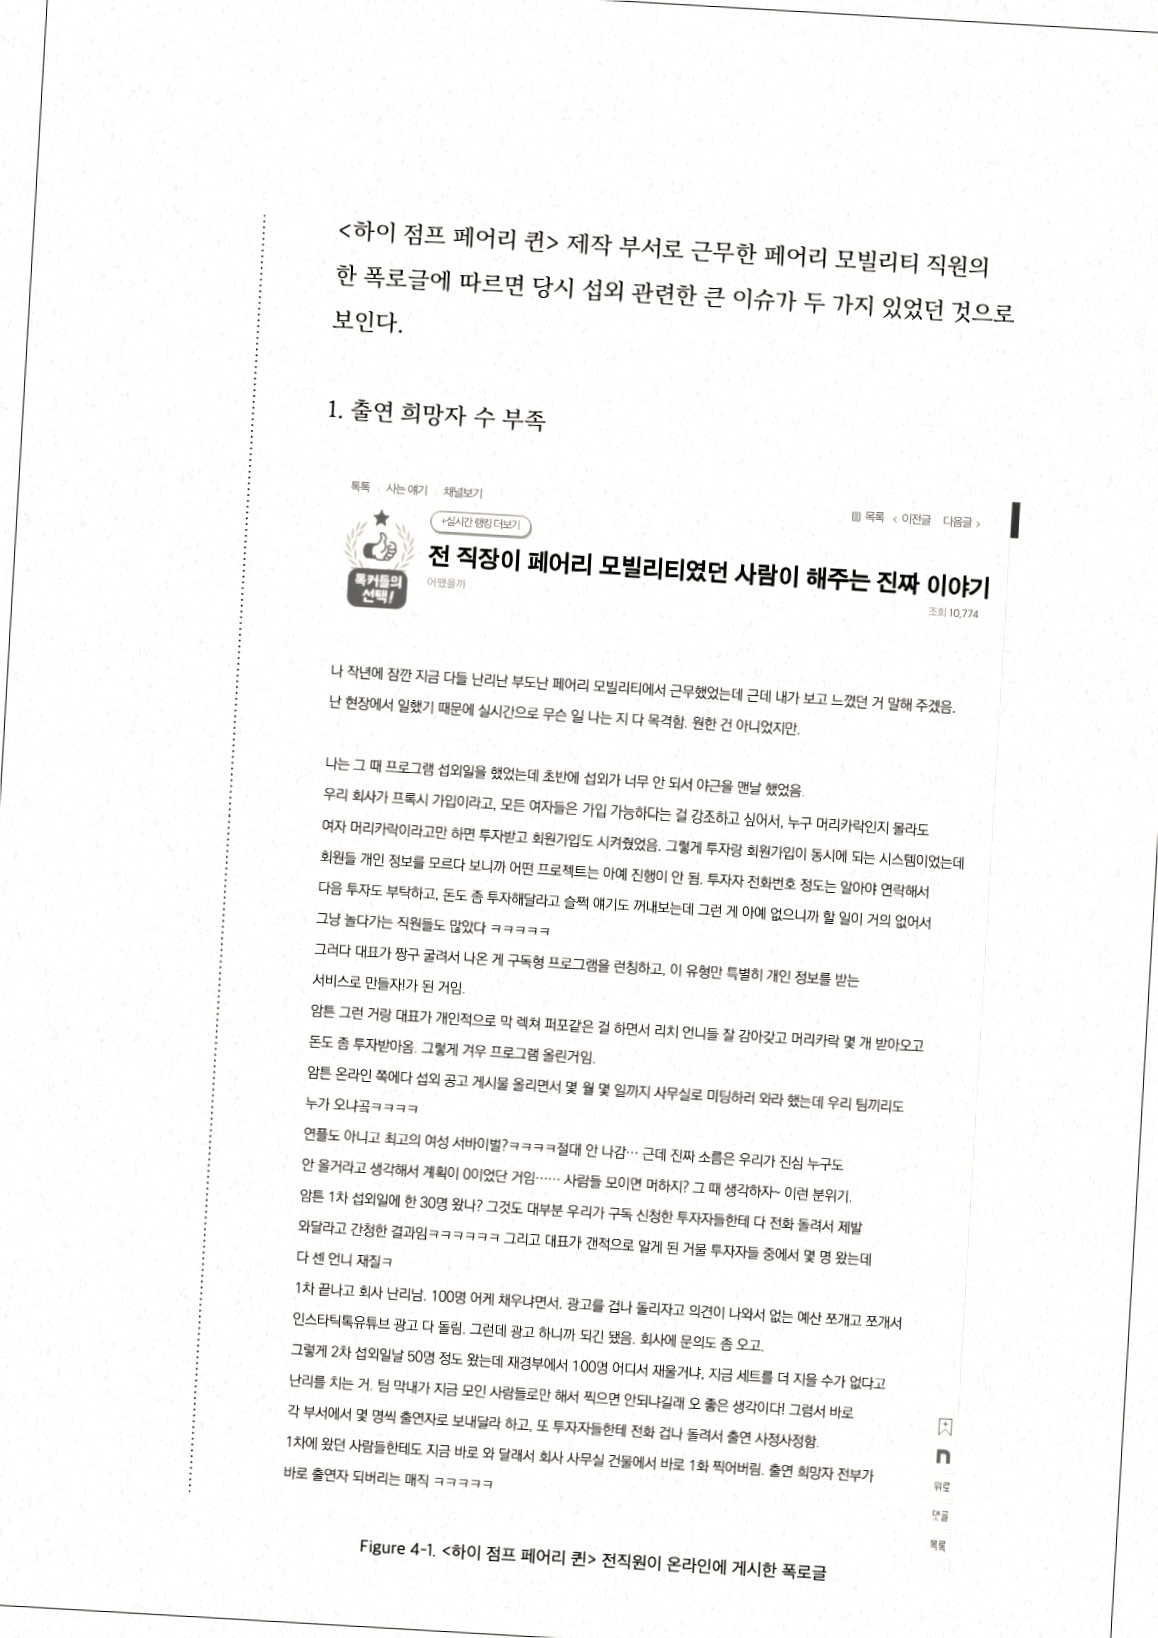 <하이 점프 페어리 퀸> 제작 부서로 근무한 페어리 모빌리티 직원의
한 폭로글에 따르면 당시 섭외 관련한 큰 이슈가 두 가지 있었던 것으로
보인다.
1. 출연 희망자 수 부족
톡톡 사는 얘기 채널보기
+실시간 랭킹 더보기
목록 < 이전글 다음글 >
톡커들의
선택!
전 직장이 페어리 모빌리티였던 사람이 해주는 진짜 이야기
어땠을까
조회 10,774
나 작년에 잠깐 지금 다들 난리난 부도난 페어리 모빌리티에서 근무했었는데 근데 내가 보고 느꼈던 거 말해 주겠음.
난 현장에서 일했기 때문에 실시간으로 무슨 일 나는 지 다 목격함. 원한 건 아니었지만.
나는 그 때 프로그램 섭외일을 했었는데 초반에 섭외가 너무 안 되서 야근을 맨날 했었음.
우리 회사가 프록시 가입이라고, 모든 여자들은 가입 가능하다는 걸 강조하고 싶어서, 누구 머리카락인지 몰라도
여자 머리카락이라고만 하면 투자받고 회원가입도 시켜줬었음. 그렇게 투자랑 회원가입이 동시에 되는 시스템이었는데
회원들 개인 정보를 모르다 보니까 어떤 프로젝트는 아예 진행이 안 됨. 투자자 전화번호 정도는 알아야 연락해서
다음 투자도 부탁하고, 돈도 좀 투자해달라고 슬쩍 얘기도 꺼내보는데 그런 게 아예 없으니까 할 일이 거의 없어서
그냥 놀다가는 직원들도 많았다 ㅋㅋㅋㅋㅋ
그러다 대표가 짱구 굴려서 나온 게 구독형 프로그램을 런칭하고, 이 유형만 특별히 개인 정보를 받는
서비스로 만들자!가 된 거임.
암튼 그런 거랑 대표가 개인적으로 막 렉쳐 퍼포같은 걸 하면서 리치 언니들 잘 감아갖고 머리카락 몇 개 받아오고
돈도 좀 투자받아옴. 그렇게 겨우 프로그램 올린거임.
암튼 온라인 쪽에다 섭외 공고 게시물 올리면서 몇 월 몇 일까지 사무실로 미팅하러 와라 했는데 우리 팀끼리도
누가 오냐곸ㅋㅋㅋㅋ
연플도 아니고 최고의 여성 서바이벌?ㅋㅋㅋㅋ절대 안 나감… 근데 진짜 소름은 우리가 진심 누구도
안 올거라고 생각해서 계획이 0이었단 거임…… 사람들 모이면 머하지? 그 때 생각하자~ 이런 분위기.
암튼 1차 섭외일에 한 30명 왔나? 그것도 대부분 우리가 구독 신청한 투자자들한테 다 전화 돌려서 제발
와달라고 간청한 결과임ㅋㅋㅋㅋㅋㅋ 그리고 대표가 갠적으로 알게 된 거물 투자자들 중에서 몇 명 왔는데
다 센 언니 재질ㅋ
1차 끝나고 회사 난리남. 100명 어케 채우냐면서. 광고를 겁나 돌리자고 의견이 나와서 없는 예산 쪼개고 쪼개서
인스타틱톡유튜브 광고 다 돌림. 그런데 광고 하니까 되긴 됐음. 회사에 문의도 좀 오고.
그렇게 2차 섭외일날 50명 정도 왔는데 재경부에서 100명 어디서 재울거냐, 지금 세트를 더 지을 수가 없다고
난리를 치는 거. 팀 막내가 지금 모인 사람들로만 해서 찍으면 안되냐길래 오 좋은 생각이다! 그럼서 바로
각 부서에서 몇 명씩 출연자로 보내달라 하고, 또 투자자들한테 전화 겁나 돌려서 출연 사정사정함.
1차에 왔던 사람들한테도 지금 바로 와 달래서 회사 사무실 건물에서 바로 1화 찍어버림. 출연 희망자 전부가
바로 출연자 되버리는 매직 ㅋㅋㅋㅋㅋ
n
위로
댓글
목록
Figure 4-1. <하이 점프 페어리 퀸> 전직원이 온라인에 게시한 폭로글